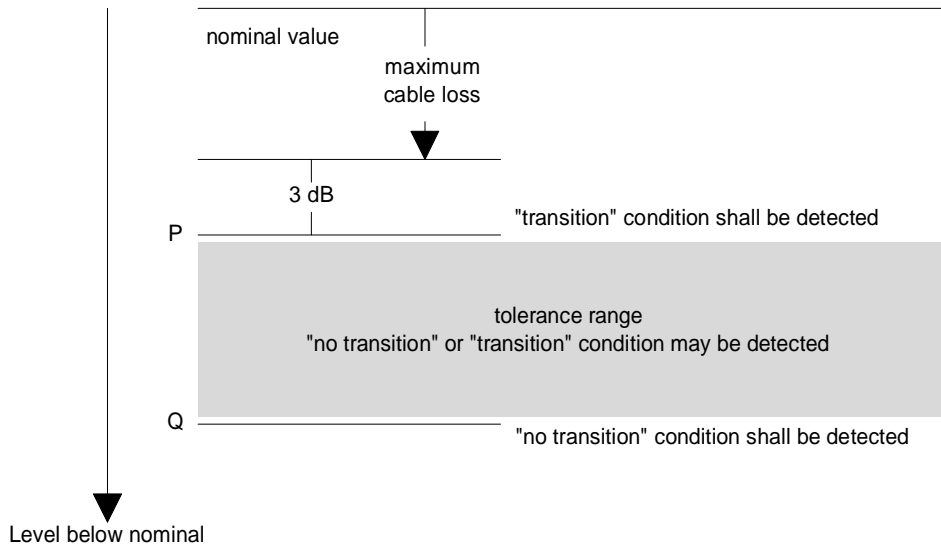 nominal value
maximum
cable loss
3 dB
"transition" condition shall be detected
P
tolerance range
"no transition" or "transition" condition may be detected
Q
"no transition" condition shall be detected
Level below nominal